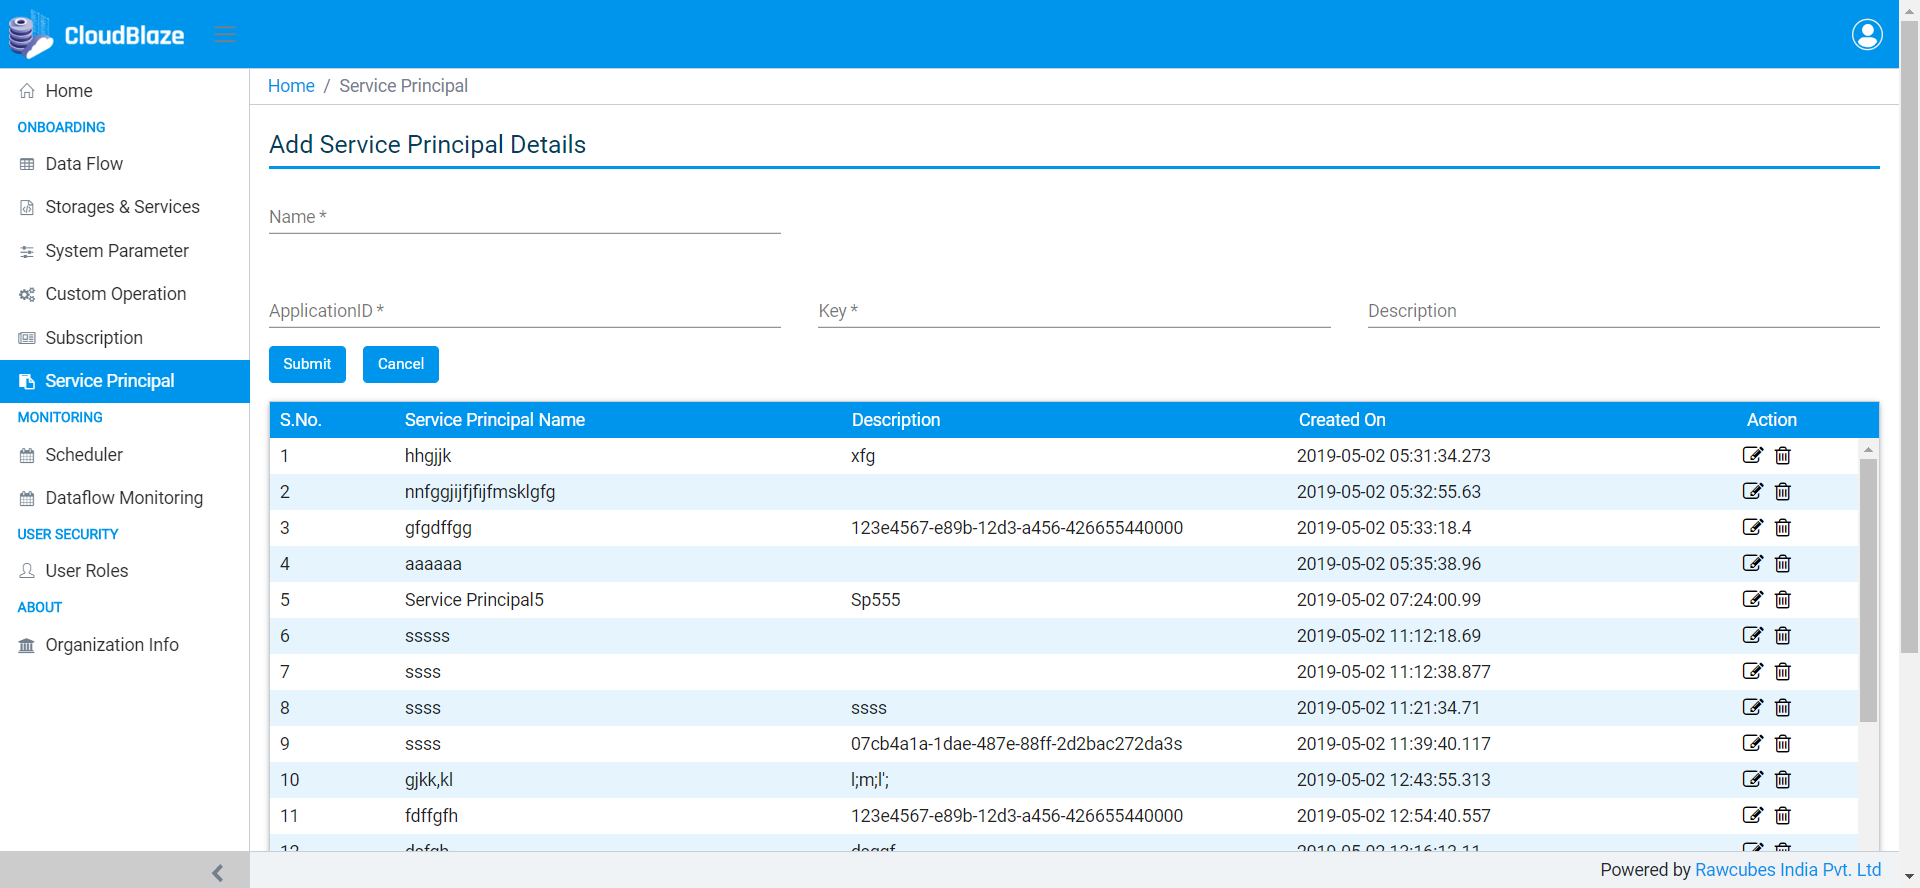 CloudBlaze
Home
ONBOARDING
Data Flow
Storages & Services
System Parameter
Custom Operation
Subscription
Service Principal
MONITORING
Scheduler
Dataflow Monitoring
USER SECURITY
User Roles
ABOUT
Organization Info
Home / Service Principal
Add Service Principal Details
Name *
ApplicationID * Key * Description
Submit Cancel
S.No. Service Principal Name Description Created On Action
1 hhgjjk xfg 2019-05-02 05:31:34.273
2 nnfggjijfjfijfmsklgfg 2019-05-02 05:32:55.63
3 gfgdffgg 123e4567-e89b-12d3-a456-426655440000 2019-05-02 05:33:18.4
4 aaaaaa 2019-05-02 05:35:38.96
5 Service Principal5 Sp555 2019-05-02 07:24:00.99
6 sssss 2019-05-02 11:12:18.69
7 ssss 2019-05-02 11:12:38.877
8 ssss ssss 2019-05-02 11:21:34.71
9 ssss 07cb4a1a-1dae-487e-88ff-2d2bac272da3s 2019-05-02 11:39:40.117
10 gjkk,kl l;m;l'; 2019-05-02 12:43:55.313
11 fdffgfh 123e4567-e89b-12d3-a456-426655440000 2019-05-02 12:54:40.557
Powered by Rawcubes India Pvt. Ltd